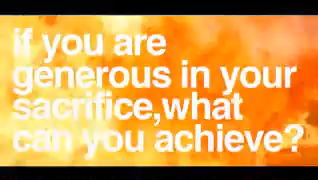 if you are
generous in your
sacrifice,what
can you achieve?